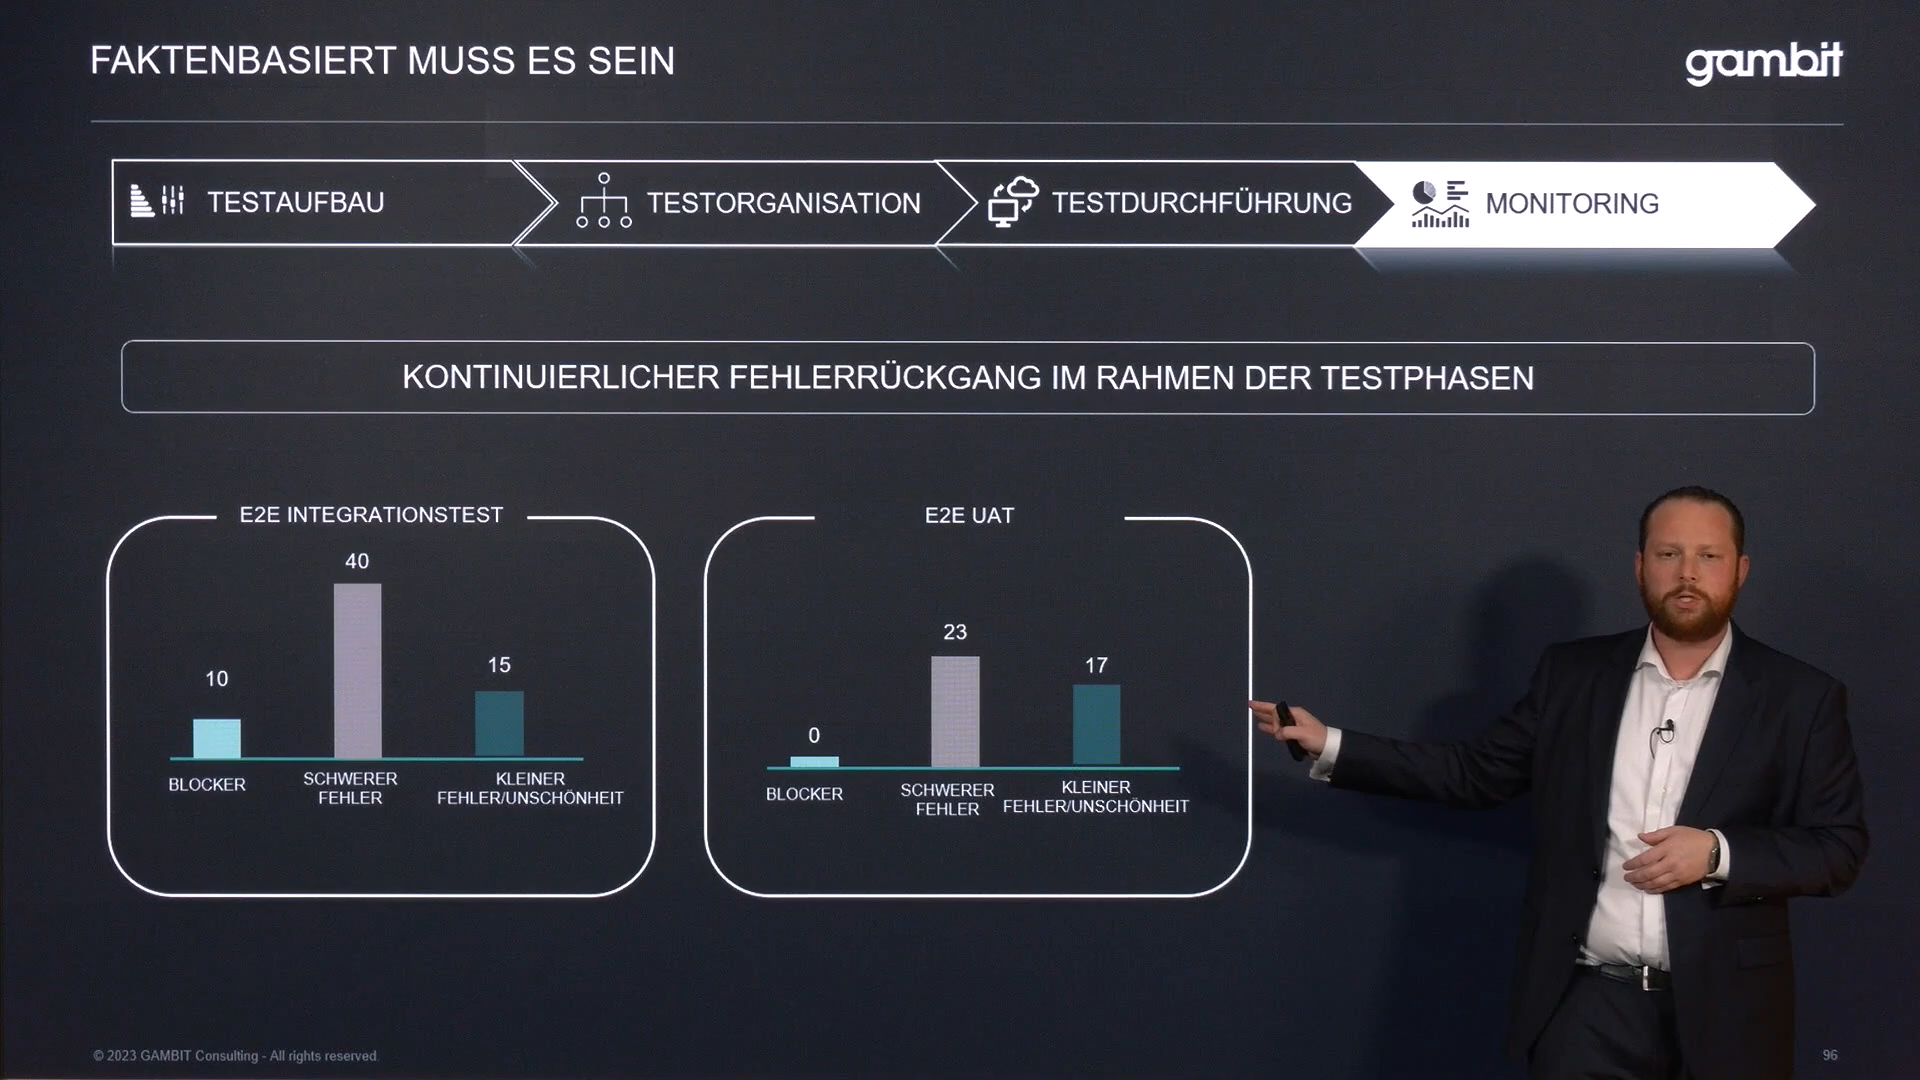 FAKTENBASIERT MUSS ES SEIN
gambit
TESTAUFBAU
TESTORGANISATION
TESTDURCHFÜHRUNG
MONITORING
KONTINUIERLICHER FEHLERRÜCKGANG IM RAHMEN DER TESTPHASEN
E2E INTEGRATIONSTEST
10
40
15
BLOCKER
SCHWERER
FEHLER
KLEINER
FEHLER/UNSCHÖNHEIT
E2E UAT
0
23
17
BLOCKER
SCHWERER
FEHLER
KLEINER
FEHLER/UNSCHÖNHEIT
© 2023 GAMBIT Consulting - All rights reserved.
96